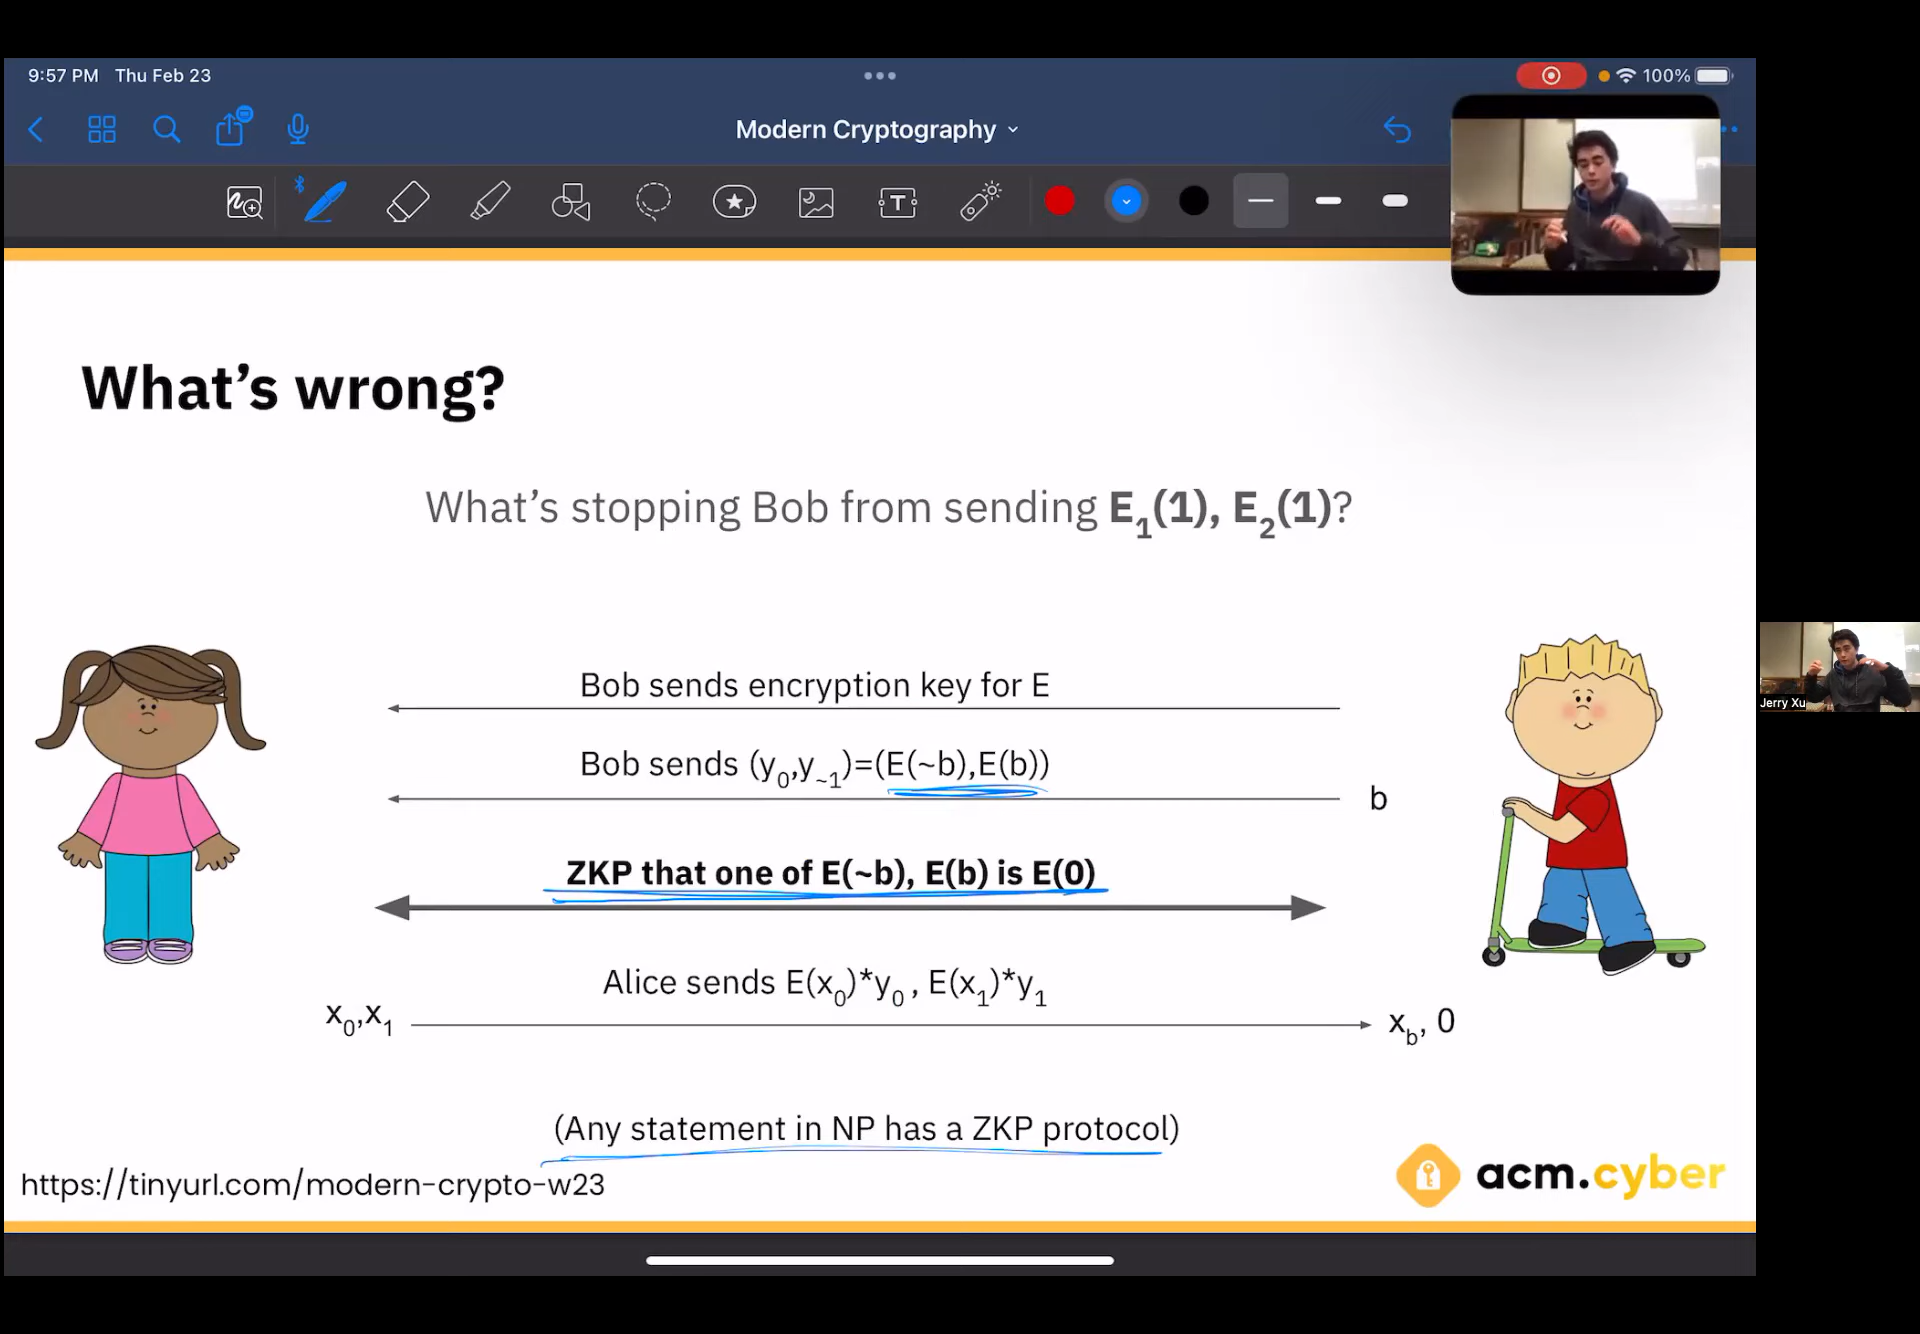 9:57 PM Thu Feb 23
100%
Modern Cryptography
T
What's wrong?
What's stopping Bob from sending E₁(1), E₂(1)?
Bob sends encryption key for E
Bob sends (y₀,y~₁)=(E(~b),E(b))
b
ZKP that one of E(~b), E(b) is E(0)
Alice sends E(x₀)*y₀ , E(x₁)*y₁
x₀,x₁
x_b, 0
(Any statement in NP has a ZKP protocol)
https://tinyurl.com/modern-crypto-w23
acm.cyber
Jerry Xu